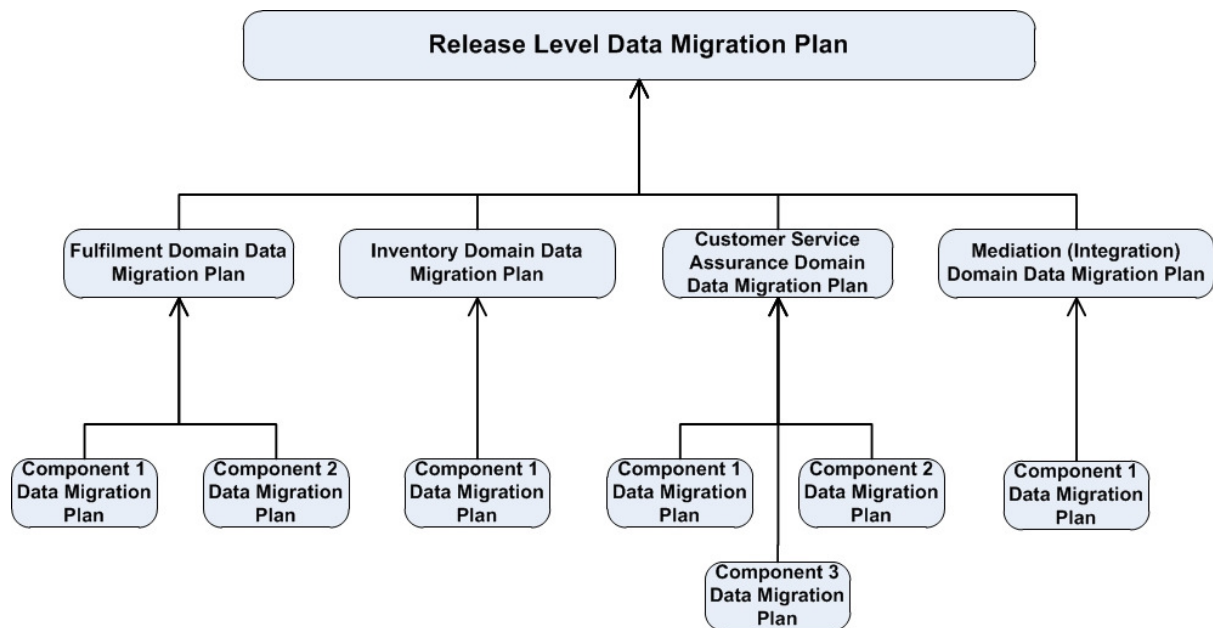 Release Level Data Migration Plan
Fulfilment Domain Data
Migration Plan
Inventory Domain Data
Migration Plan
Customer Service
Assurance Domain
Data Migration Plan
Mediation (Integration)
Domain Data Migration Plan
Component 1
Data Migration
Plan
Component 2
Data Migration
Plan
Component 1
Data Migration
Plan
Component 1
Data Migration
Plan
Component 2
Data Migration
Plan
Component 1
Data Migration
Plan
Component 3
Data Migration
Plan